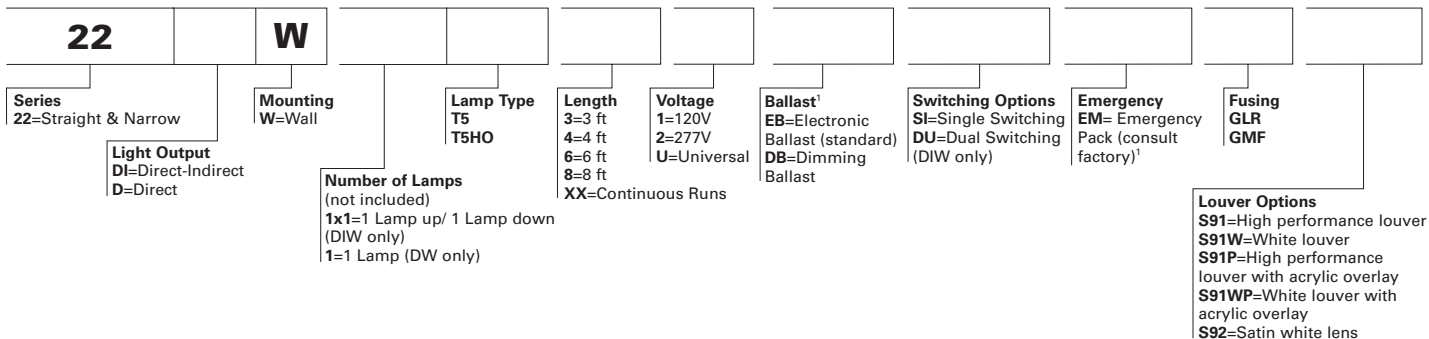 22 W
Series
22=Straight & Narrow
Light Output
DI=Direct-Indirect
D=Direct
Mounting
W=Wall
Number of Lamps
(not included)
1x1=1 Lamp up/ 1 Lamp down
(DIW only)
1=1 Lamp (DW only)
Lamp Type
T5
T5HO
Length
3=3 ft
4=4 ft
6=6 ft
8=8 ft
XX=Continuous Runs
Voltage
1=120V
2=277V
U=Universal
Ballast¹
EB=Electronic
Ballast (standard)
DB=Dimming
Ballast
Switching Options
SI=Single Switching
DU=Dual Switching
(DIW only)
Emergency
EM= Emergency
Pack (consult
factory)¹
Fusing
GLR
GMF
Louver Options
S91=High performance louver
S91W=White louver
S91P=High performance
louver with acrylic overlay
S91WP=White louver with
acrylic overlay
S92=Satin white lens